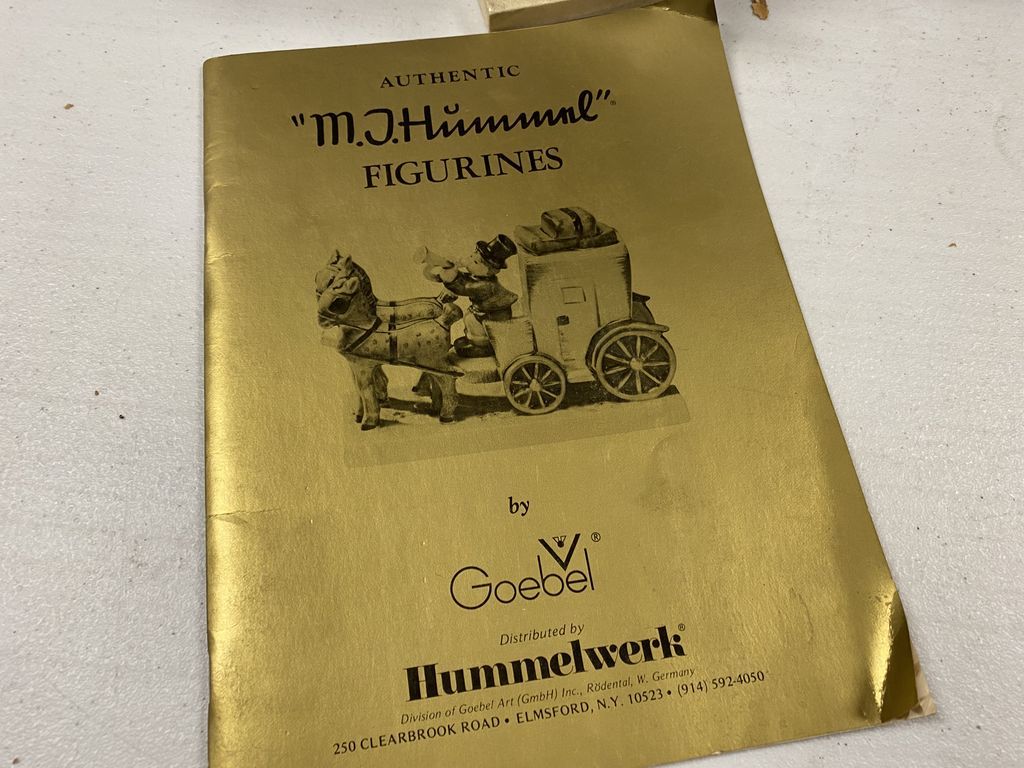 AUTHENTIC
"M.J.Hummel"®
FIGURINES
by
Goebel®
Distributed by
Hummelwerk®
Division of Goebel Art (GmbH) Inc., Rödental, W. Germany
250 CLEARBROOK ROAD • ELMSFORD, N.Y. 10523 • (914) 592-4050